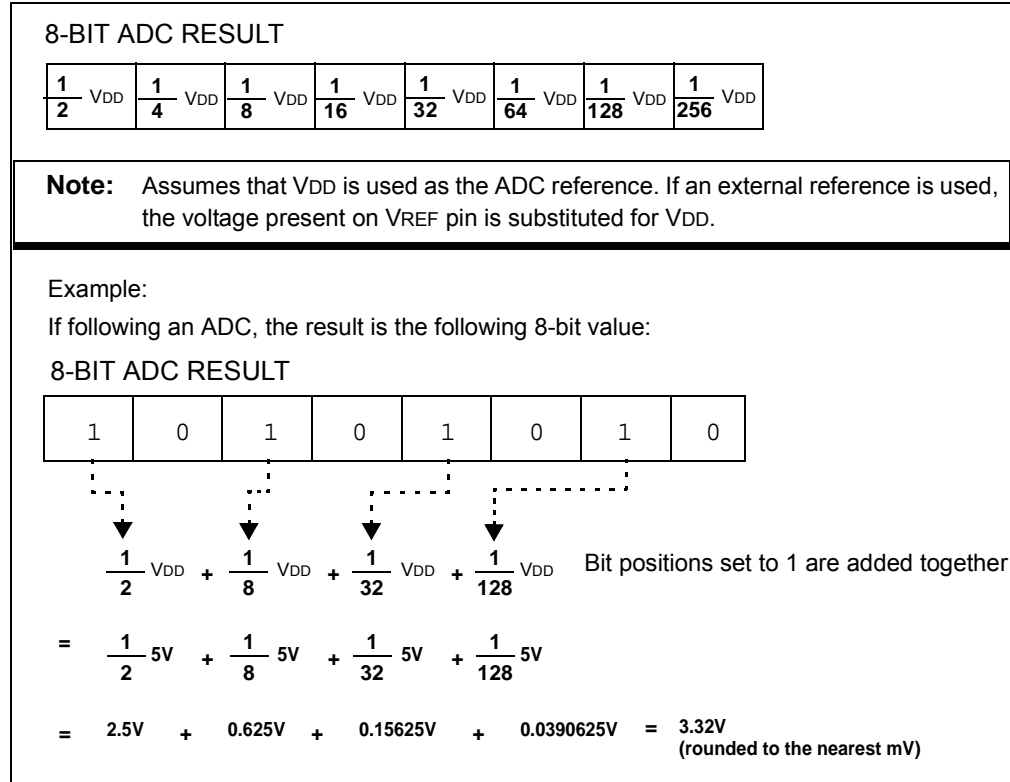 8-BIT ADC RESULT
1/2 VDD 1/4 VDD 1/8 VDD 1/16 VDD 1/32 VDD 1/64 VDD 1/128 VDD 1/256 VDD
Note: Assumes that VDD is used as the ADC reference. If an external reference is used,
the voltage present on VREF pin is substituted for VDD.
Example:
If following an ADC, the result is the following 8-bit value:
8-BIT ADC RESULT
1 0 1 0 1 0 1 0
1/2 VDD + 1/8 VDD + 1/32 VDD + 1/128 VDD Bit positions set to 1 are added together
= 1/2 5V + 1/8 5V + 1/32 5V + 1/128 5V
= 2.5V + 0.625V + 0.15625V + 0.0390625V = 3.32V
(rounded to the nearest mV)